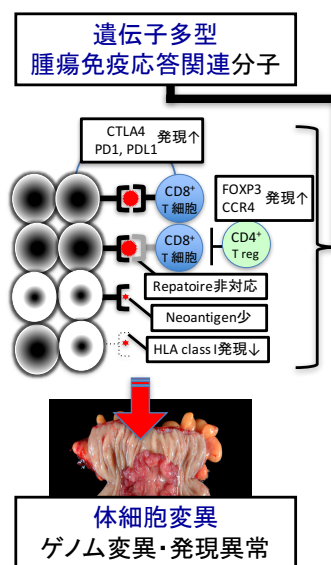 遺伝子多型
腫瘍免疫応答関連分子
CTLA4
PD1, PDL1
発現↑
CD8⁺
T 細胞
FOXP3
CCR4
発現↑
CD8⁺
T 細胞
CD4⁺
T reg
Repatoire非対応
Neoantigen少
HLA class I発現↓
体細胞変異
ゲノム変異・発現異常